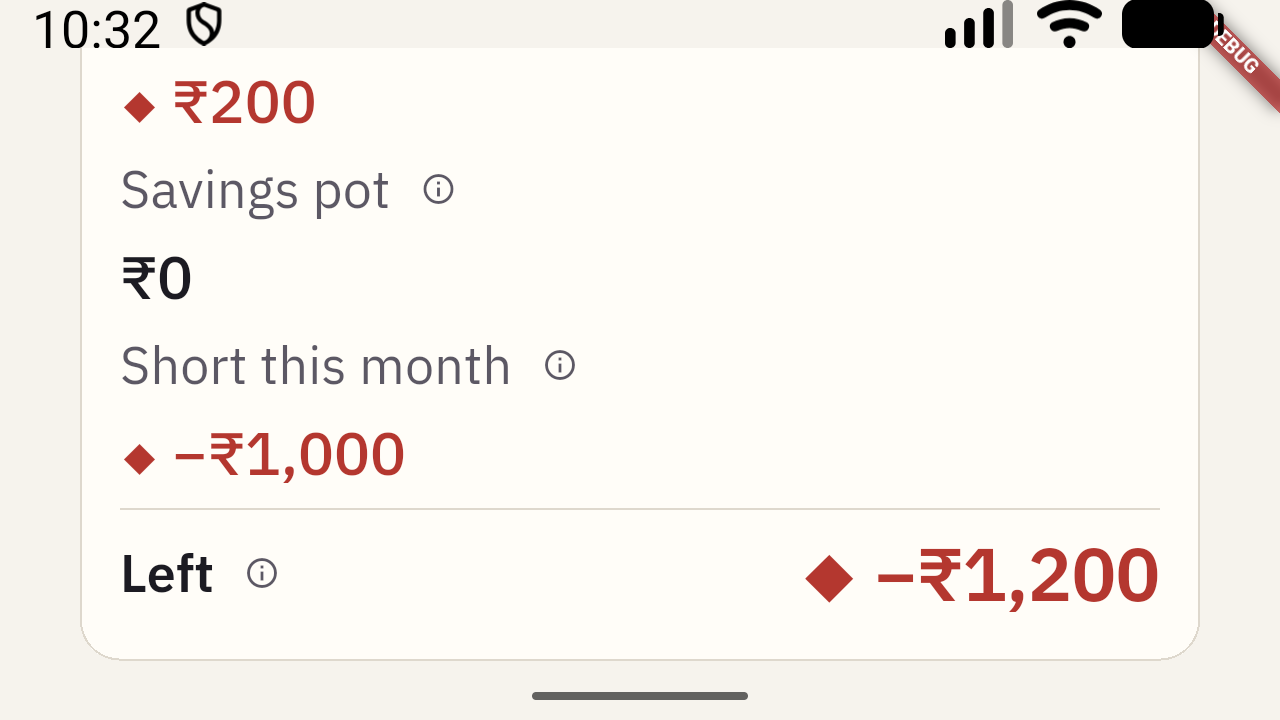 10:32
DEBUG
◆ ₹200
Savings pot
₹0
Short this month
◆ −₹1,000
Left ◆ −₹1,200